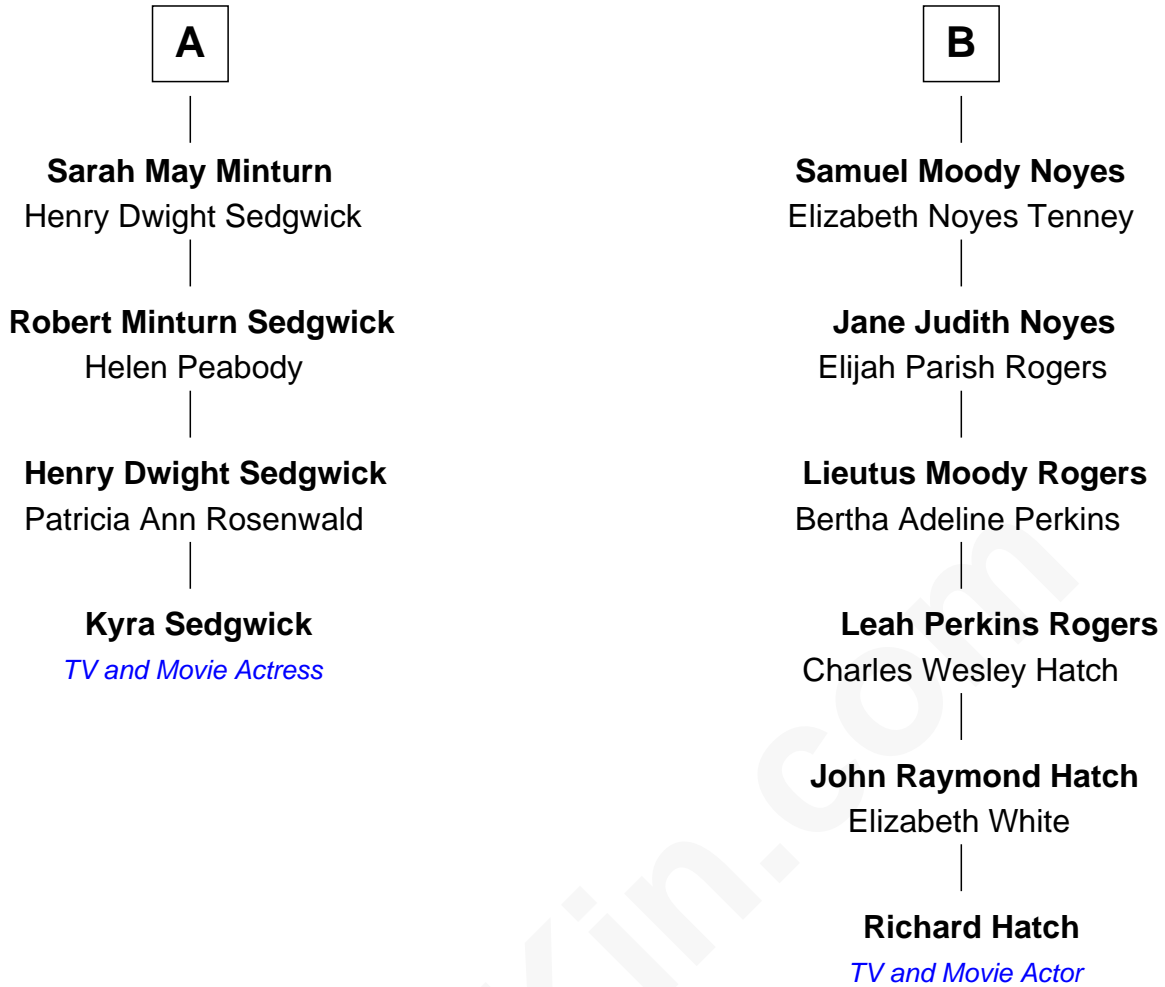 A
Sarah May Minturn
Henry Dwight Sedgwick
Robert Minturn Sedgwick
Helen Peabody
Henry Dwight Sedgwick
Patricia Ann Rosenwald
Kyra Sedgwick
TV and Movie Actress
B
Samuel Moody Noyes
Elizabeth Noyes Tenney
Jane Judith Noyes
Elijah Parish Rogers
Lieutus Moody Rogers
Bertha Adeline Perkins
Leah Perkins Rogers
Charles Wesley Hatch
John Raymond Hatch
Elizabeth White
Richard Hatch
TV and Movie Actor
Kin.com